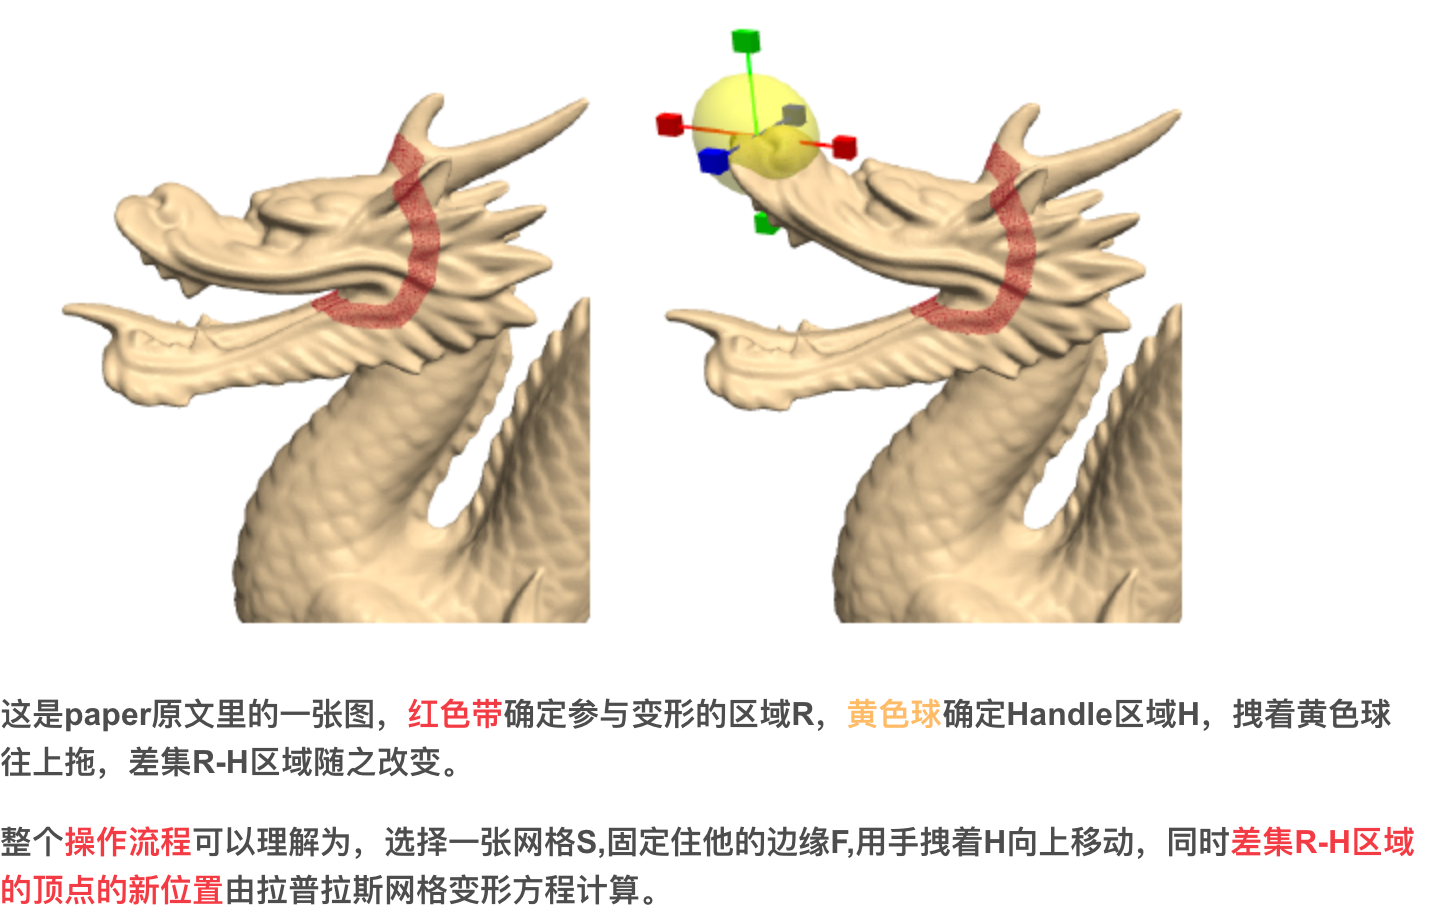 这是paper原文里的一张图，红色带确定参与变形的区域R，黄色球确定Handle区域H，拽着黄色球
往上拖，差集R-H区域随之改变。
整个操作流程可以理解为，选择一张网格S,固定住他的边缘F,用手拽着H向上移动，同时差集R-H区域
的顶点的新位置由拉普拉斯网格变形方程计算。